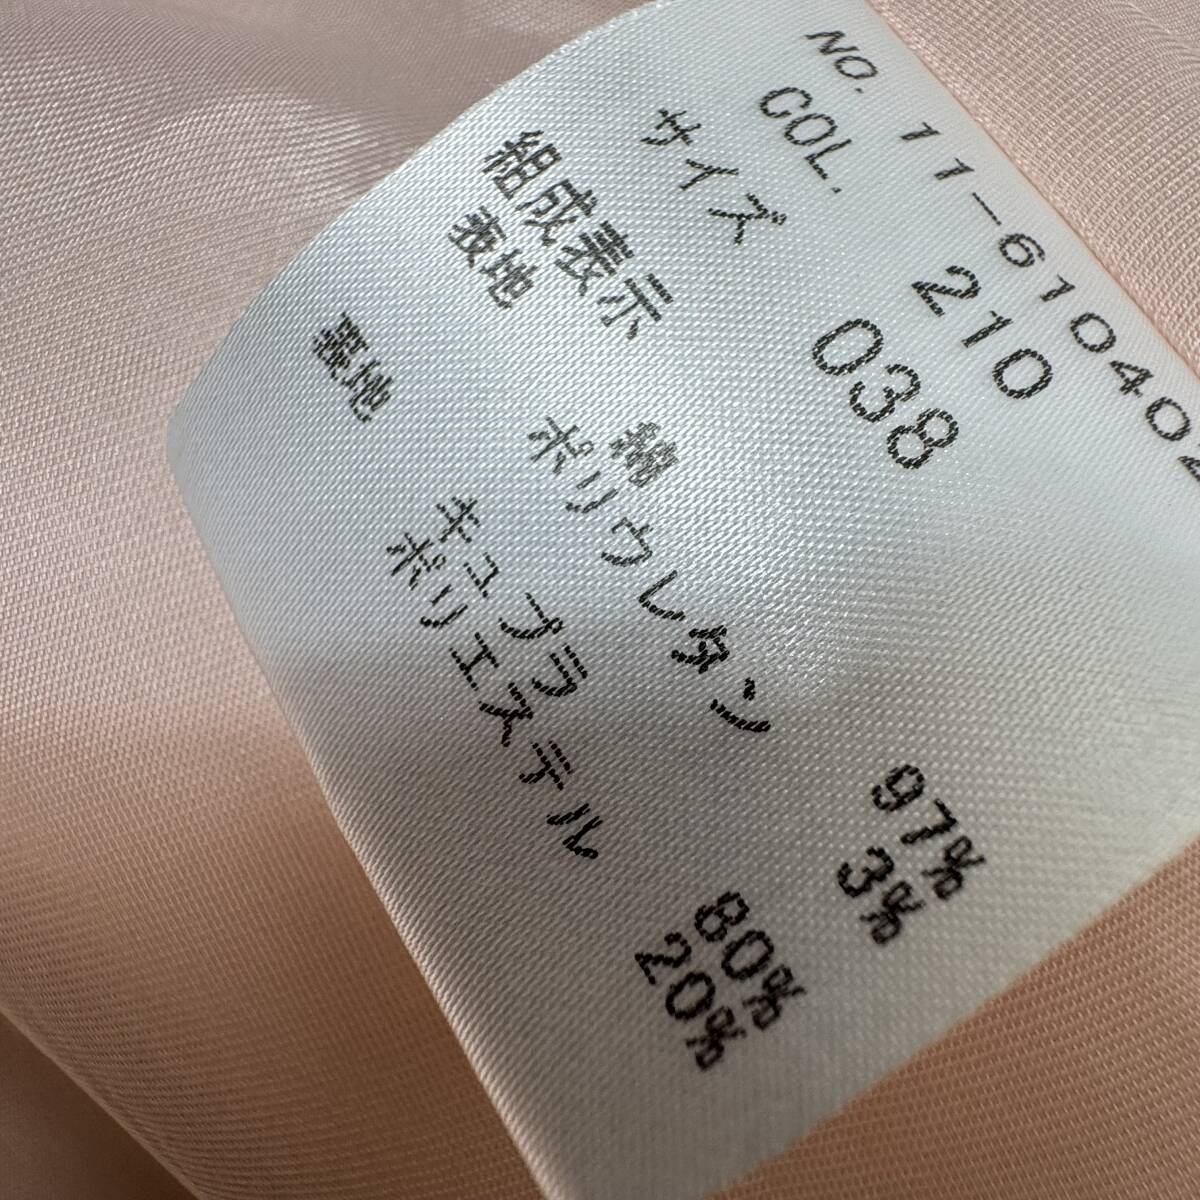 NO. 11-610402
COL. 210
サイズ 038
組成表示
表地
綿 97%
ポリウレタン 3%
裏地
キュプラ 80%
ポリエステル 20%